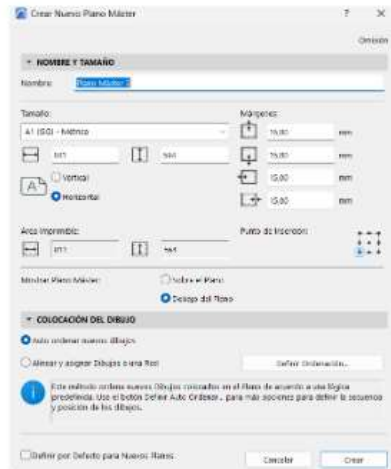 Crear Nuevo Plano Máster
? X
Omisión
NOMBRE Y TAMAÑO
Nombre:
Plano Máster
Tamaño:
Márgenes:
A1 (ISO) - Métrico
15,00 mm
15,00 mm
Vertical
15,00 mm
Horizontal
15,00 mm
Área Imprimible:
Punto de Inserción:
Mostrar Plano Máster:
Sobre el Plano
Debajo del Plano
COLOCACIÓN DEL DIBUJO
Auto ordenar nuevos dibujos
Alinear y asignar Dibujos a una Red
Definir Ordenación...
Este método ordena nuevos Dibujos colocados en el Plano de acuerdo a una lógica
predefinida. Use el botón Definir Auto Ordenar... para más opciones para definir la secuencia
y posición de los dibujos.
Definir por Defecto para Nuevos Planos
Cancelar
Crear